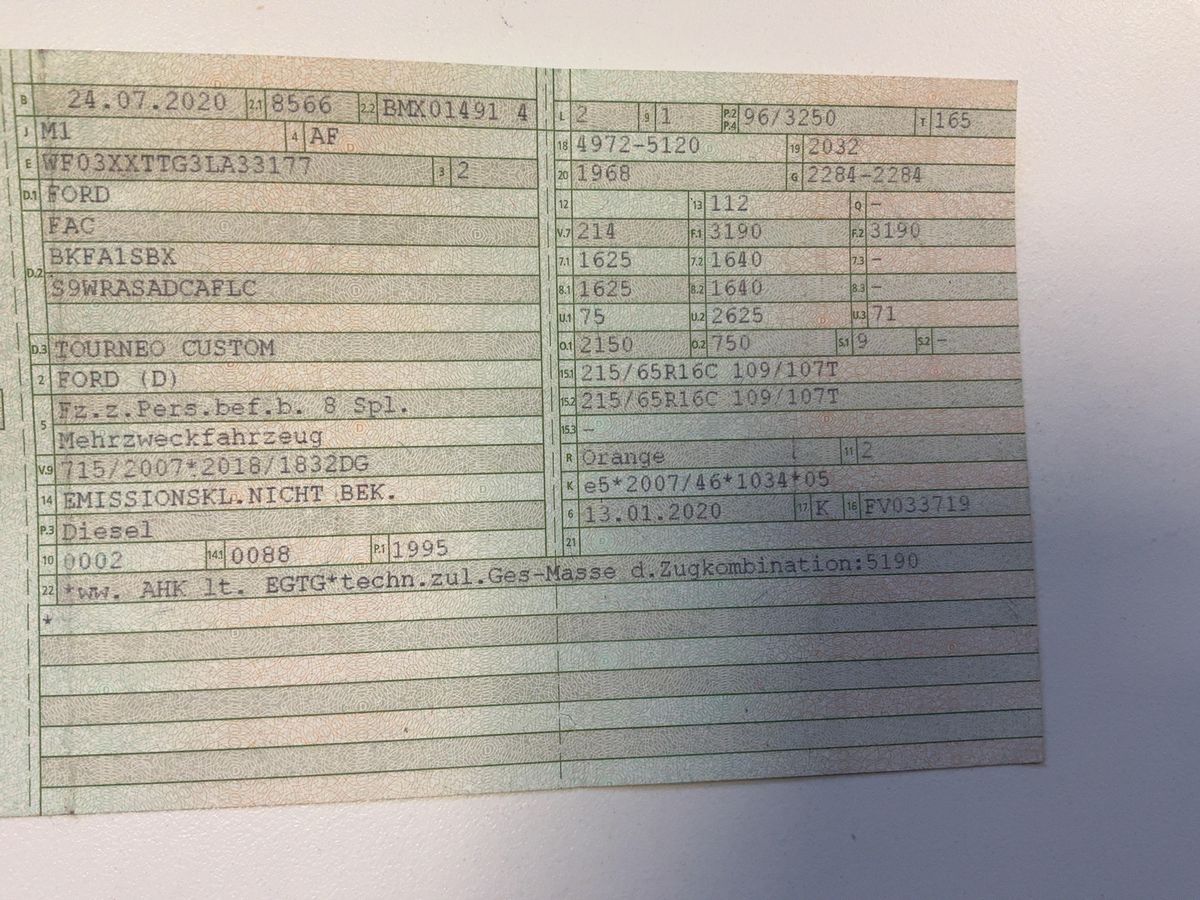 B 24.07.2020 2.1 8566 2.2 BMX01491 4
J M1 4 AF
E WF03XXTTG3LA33177 3 2
D.1 FORD
FAC
D.2 BKFA1SBX
S9WRASADCAFLC
D.3 TOURNEO CUSTOM
2 FORD (D)
5 Fz.z.Pers.bef.b. 8 Spl.
Mehrzweckfahrzeug
V.9 715/2007*2018/1832DG
14 EMISSIONSKL.NICHT BEK.
P.3 Diesel
10 0002 14.1 0088 P.1 1995
L 2 9 1 P.2 P.4 96/3250 T 165
18 4972-5120 19 2032
20 1968 G 2284-2284
12 13 112 Q -
V.7 214 F.1 3190 F.2 3190
7.1 1625 7.2 1640 7.3 -
8.1 1625 8.2 1640 8.3 -
U.1 75 U.2 2625 U.3 71
O.1 2150 O.2 750 S.1 9 S.2 -
15.1 215/65R16C 109/107T
15.2 215/65R16C 109/107T
15.3 -
R Orange 11 2
K e5*2007/46*1034*05
6 13.01.2020 17 K 16 FV033719
21
22 *ww. AHK lt. EGTG*techn.zul.Ges-Masse d.Zugkombination:5190
*